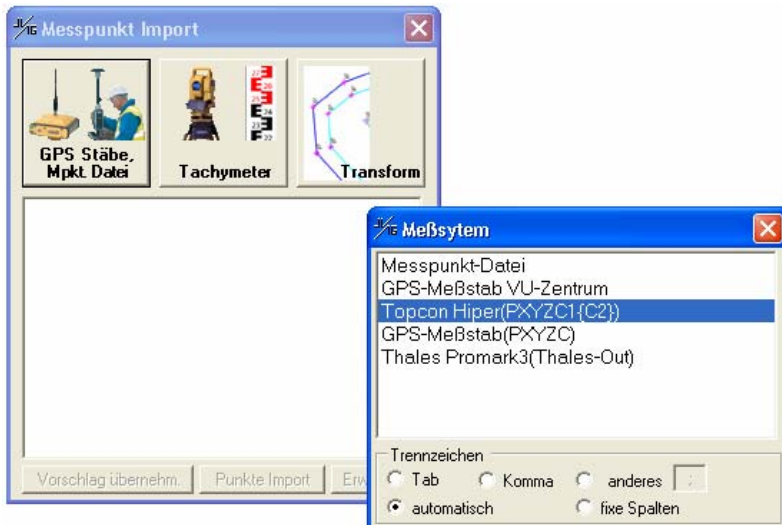 Messpunkt Import
GPS Stäbe,
Mpkt. Datei
Tachymeter
Transform
Vorschlag übernehm.
Punkte Import
Meßsytem
Messpunkt-Datei
GPS-Meßstab VU-Zentrum
Topcon Hiper(PXYZC1{C2})
GPS-Meßstab(PXYZC)
Thales Promark3(Thales-Out)
Trennzeichen
Tab
Komma
anderes
;
automatisch
fixe Spalten